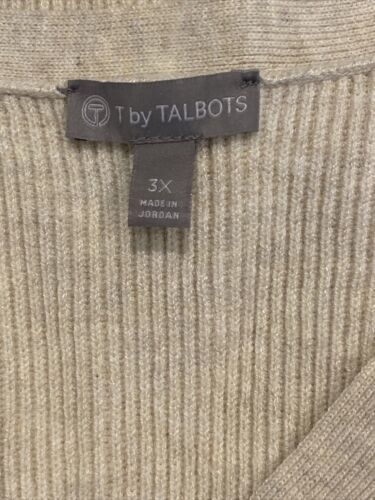 T T by TALBOTS
3X
MADE IN
JORDAN